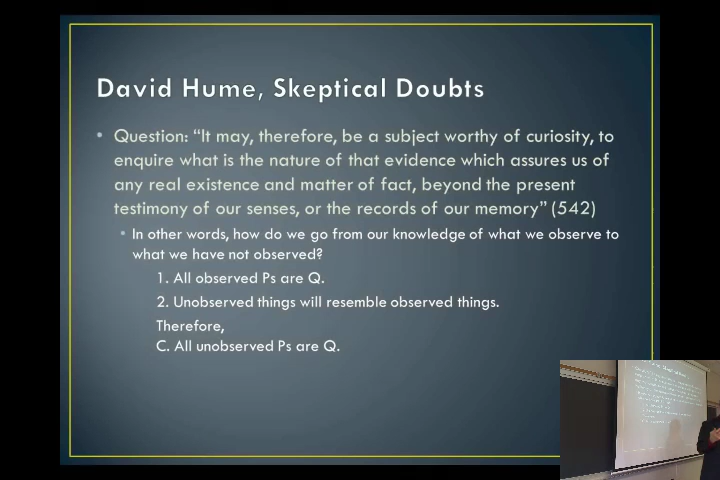 David Hume, Skeptical Doubts
• Question: “It may, therefore, be a subject worthy of curiosity, to
enquire what is the nature of that evidence which assures us of
any real existence and matter of fact, beyond the present
testimony of our senses, or the records of our memory” (542)
• In other words, how do we go from our knowledge of what we observe to
what we have not observed?
1. All observed Ps are Q.
2. Unobserved things will resemble observed things.
Therefore,
C. All unobserved Ps are Q.